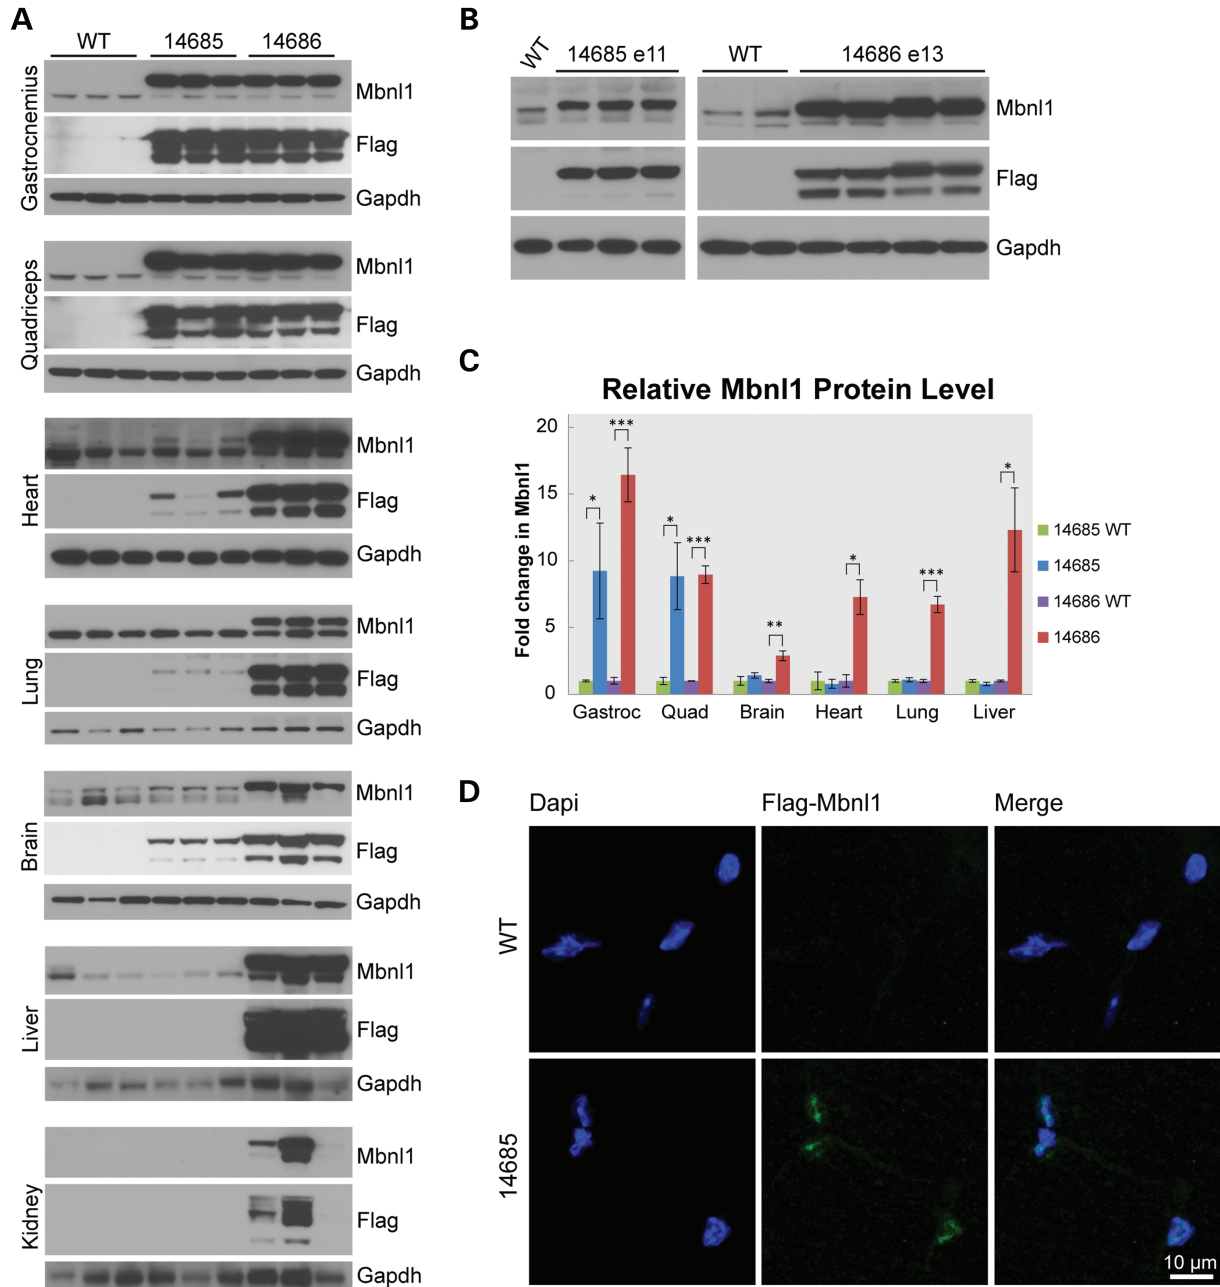 A
WT 14685 14686
Gastrocnemius
Mbnl1
Flag
Gapdh
Quadriceps
Mbnl1
Flag
Gapdh
Heart
Mbnl1
Flag
Gapdh
Lung
Mbnl1
Flag
Gapdh
Brain
Mbnl1
Flag
Gapdh
Liver
Mbnl1
Flag
Gapdh
Kidney
Mbnl1
Flag
Gapdh
B
WT 14685 e11 WT 14686 e13
Mbnl1
Flag
Gapdh
C
Relative Mbnl1 Protein Level
Fold change in Mbnl1
20
15
10
5
0
* *** * *** ** * *** *
Gastroc Quad Brain Heart Lung Liver
14685 WT
14685
14686 WT
14686
D
Dapi Flag-Mbnl1 Merge
WT
14685
10 µm